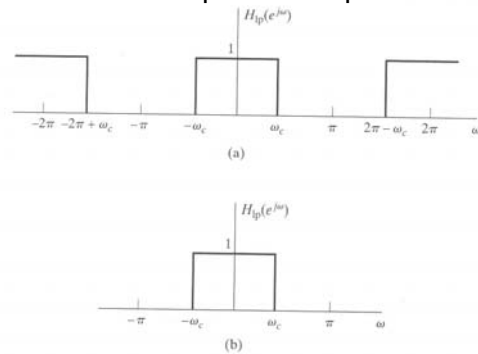 H_lp(e^jω)
1
−2π −2π + ω_c −π −ω_c ω_c π 2π − ω_c 2π ω
(a)
H_lp(e^jω)
1
−π −ω_c ω_c π ω
(b)